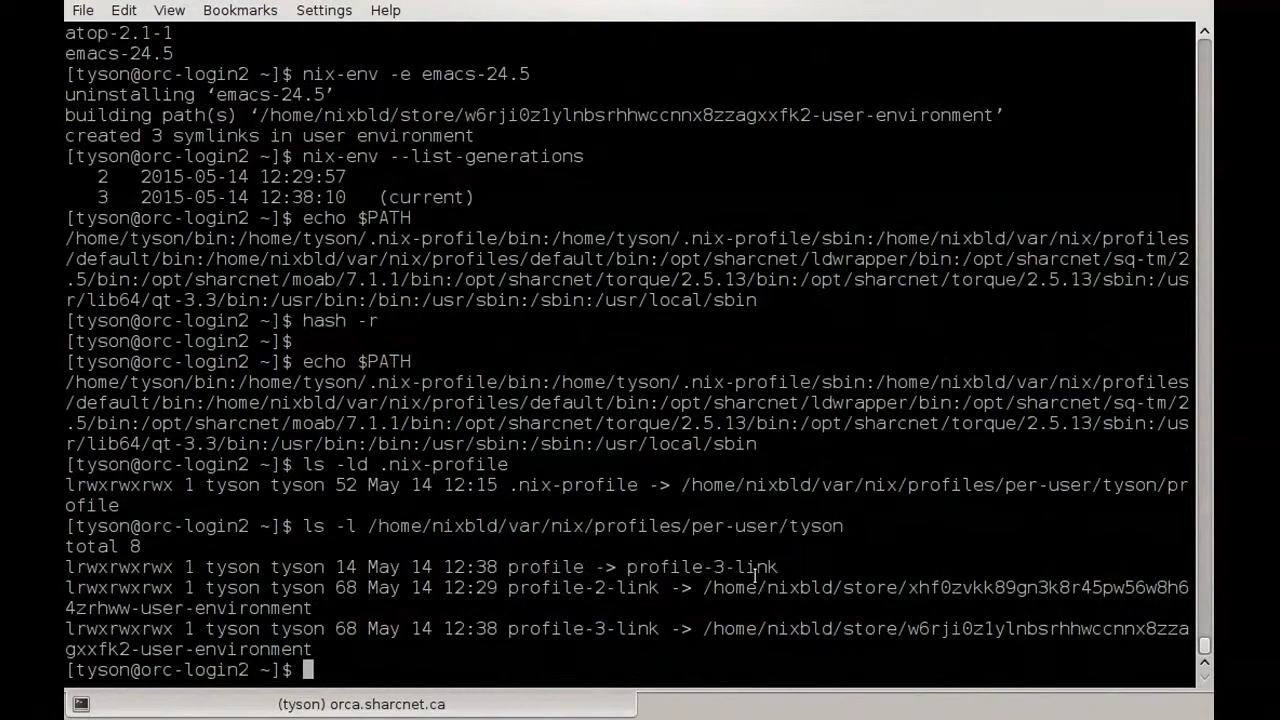 File Edit View Bookmarks Settings Help
atop-2.1-1
emacs-24.5
[tyson@orc-login2 ~]$ nix-env -e emacs-24.5
uninstalling ‘emacs-24.5’
building path(s) ‘/home/nixbld/store/w6rji0z1ylnbsrhhwccnnx8zzagxxfk2-user-environment’
created 3 symlinks in user environment
[tyson@orc-login2 ~]$ nix-env --list-generations
2 2015-05-14 12:29:57
3 2015-05-14 12:38:10 (current)
[tyson@orc-login2 ~]$ echo $PATH
/home/tyson/bin:/home/tyson/.nix-profile/bin:/home/tyson/.nix-profile/sbin:/home/nixbld/var/nix/profiles
/default/bin:/home/nixbld/var/nix/profiles/default/bin:/opt/sharcnet/ldwrapper/bin:/opt/sharcnet/sq-tm/2
.5/bin:/opt/sharcnet/moab/7.1.1/bin:/opt/sharcnet/torque/2.5.13/bin:/opt/sharcnet/torque/2.5.13/sbin:/us
r/lib64/qt-3.3/bin:/usr/bin:/bin:/usr/sbin:/sbin:/usr/local/sbin
[tyson@orc-login2 ~]$ hash -r
[tyson@orc-login2 ~]$
[tyson@orc-login2 ~]$ echo $PATH
/home/tyson/bin:/home/tyson/.nix-profile/bin:/home/tyson/.nix-profile/sbin:/home/nixbld/var/nix/profiles
/default/bin:/home/nixbld/var/nix/profiles/default/bin:/opt/sharcnet/ldwrapper/bin:/opt/sharcnet/sq-tm/2
.5/bin:/opt/sharcnet/moab/7.1.1/bin:/opt/sharcnet/torque/2.5.13/bin:/opt/sharcnet/torque/2.5.13/sbin:/us
r/lib64/qt-3.3/bin:/usr/bin:/bin:/usr/sbin:/sbin:/usr/local/sbin
[tyson@orc-login2 ~]$ ls -ld .nix-profile
lrwxrwxrwx 1 tyson tyson 52 May 14 12:15 .nix-profile -> /home/nixbld/var/nix/profiles/per-user/tyson/pr
ofile
[tyson@orc-login2 ~]$ ls -l /home/nixbld/var/nix/profiles/per-user/tyson
total 8
lrwxrwxrwx 1 tyson tyson 14 May 14 12:38 profile -> profile-3-link
lrwxrwxrwx 1 tyson tyson 68 May 14 12:29 profile-2-link -> /home/nixbld/store/xhf0zvkk89gn3k8r45pw56w8h6
4zrhww-user-environment
lrwxrwxrwx 1 tyson tyson 68 May 14 12:38 profile-3-link -> /home/nixbld/store/w6rji0z1ylnbsrhhwccnnx8zza
gxxfk2-user-environment
[tyson@orc-login2 ~]$
(tyson) orca.sharcnet.ca